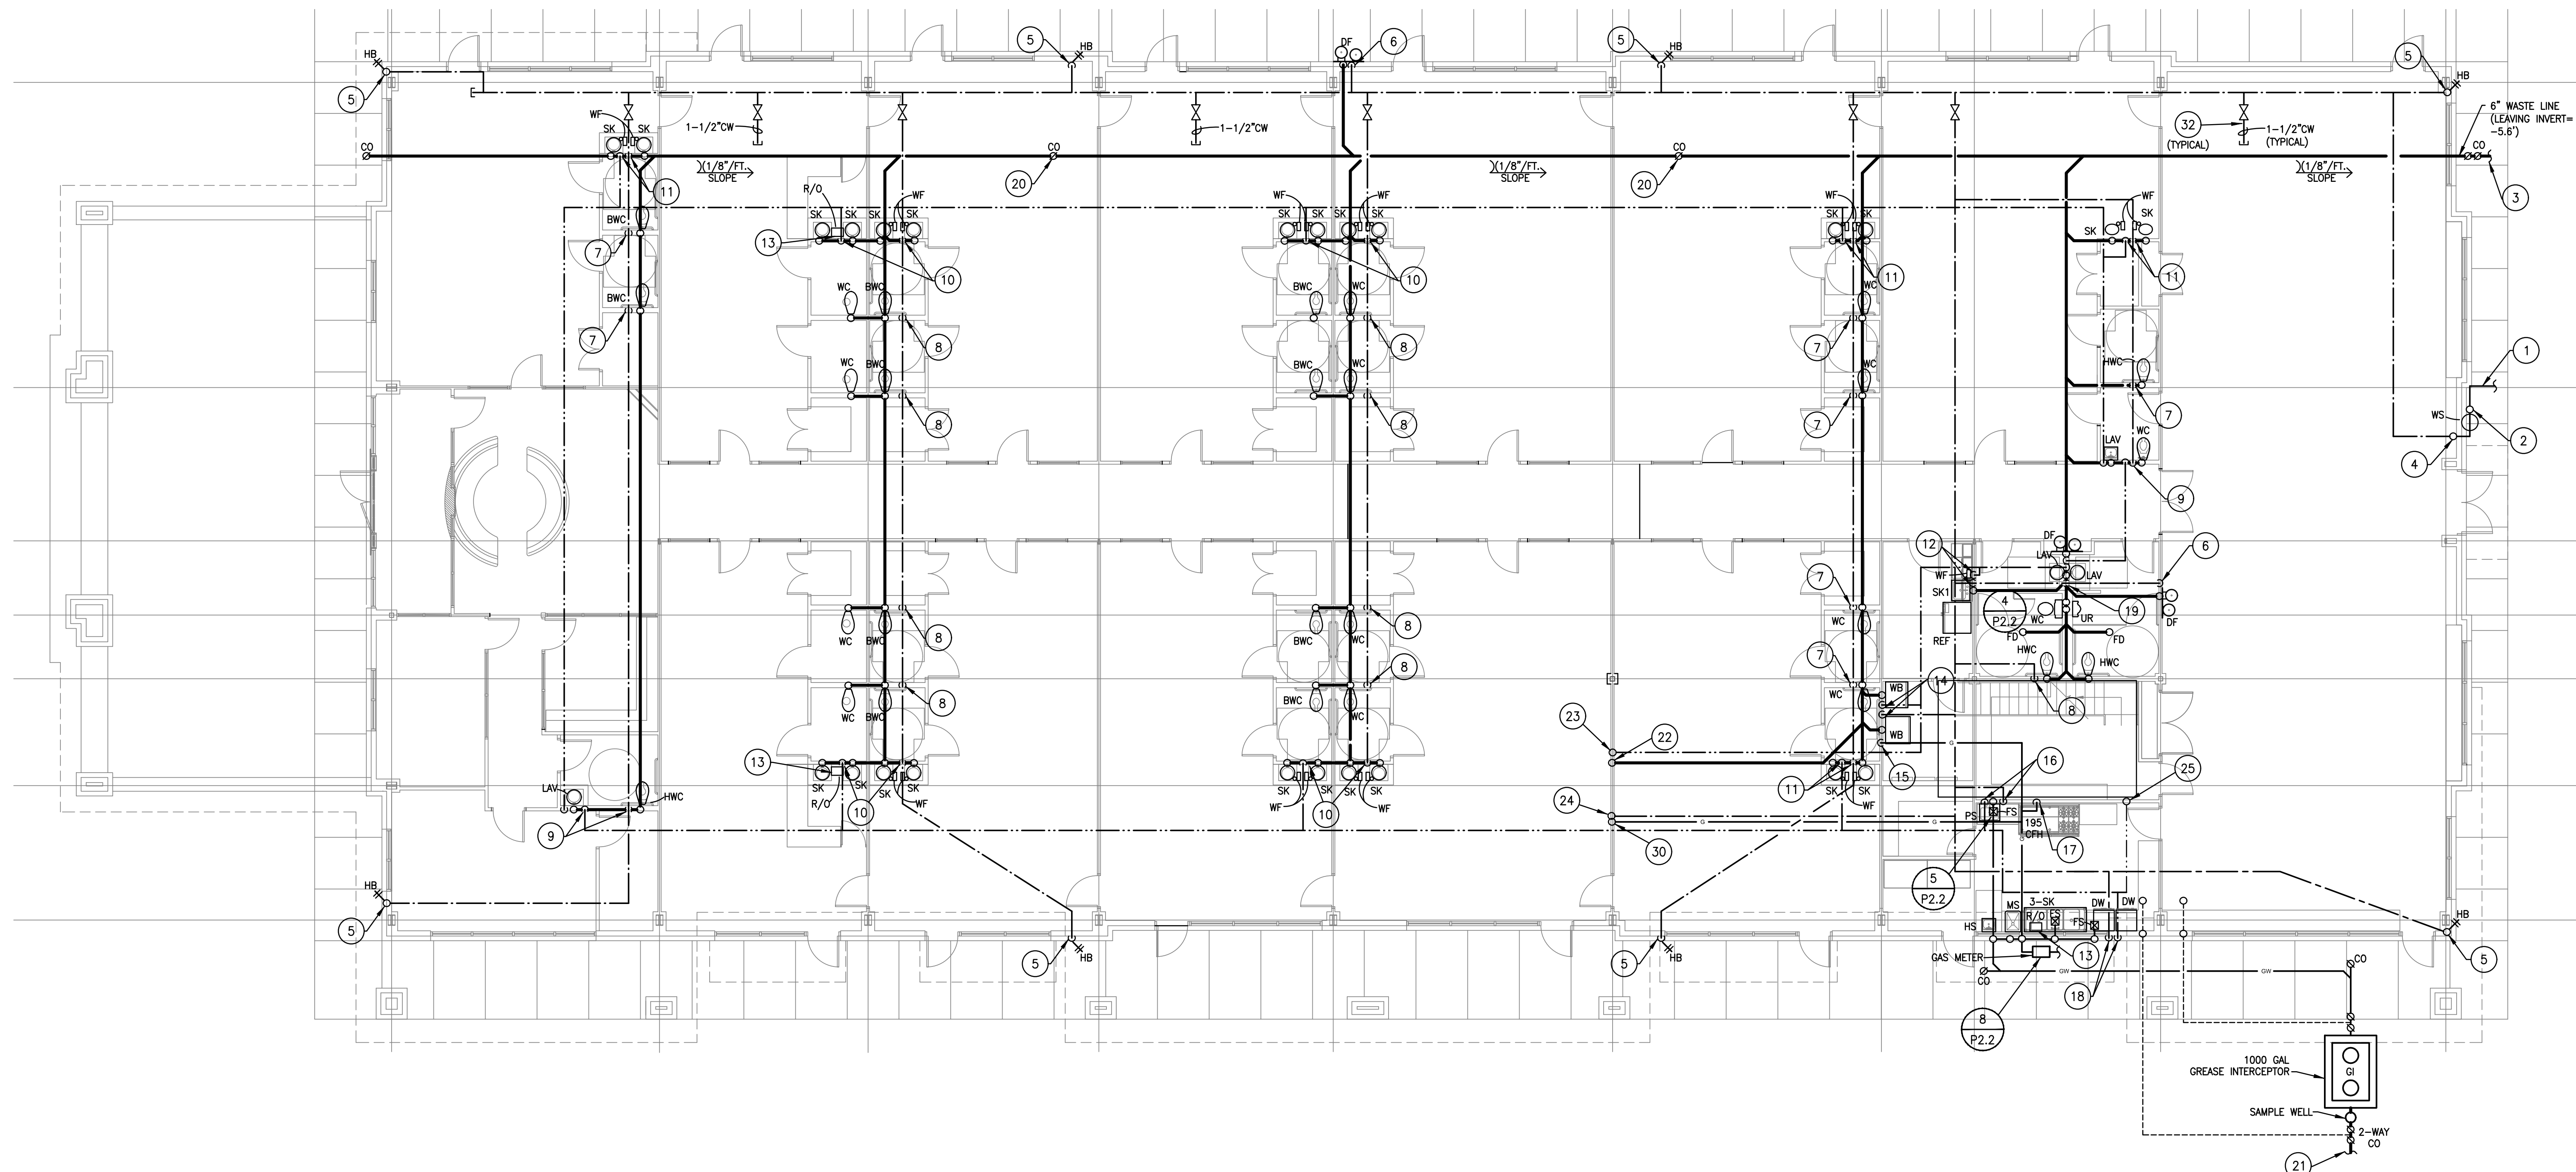 HB
5
5
HB
DF
6
5
HB
5
HB
6" WASTE LINE
(LEAVING INVERT=
-5.6')
32
(TYPICAL)
1-1/2"CW
(TYPICAL)
WF
SK
SK
1-1/2"CW
1-1/2"CW
CO
CO
CO
CO
11
(1/8"/FT.
SLOPE
20
(1/8"/FT.
SLOPE
20
(1/8"/FT.
SLOPE
3
R/O
WF
WF
WF
WF
BWC
SK
SK
SK
SK
SK
SK
SK
SK
SK
SK
SK
SK
7
13
10
10
11
11
BWC
WC
BWC
BWC
WC
WC
7
8
8
7
1
WC
BWC
BWC
WC
WC
HWC
7
8
8
7
WS
2
LAV
WC
4
9
12
DF
6
LAV
WF
LAV
7
SK1
4
P2.2
19
WC
BWC
8
BWC
WC
8
WC
WC
UR
DF
REF
FD
FD
HWC
HWC
7
8
8
WC
WB
14
WC
BWC
BWC
WC
8
23
22
WB
G
13
SK
SK
SK
SK
SK
SK
SK
SK
SK
SK
15
16
25
LAV
HWC
R/O
WF
WF
WF
WF
9
10
10
11
24
G
G
PS
FS
195
CFH
30
17
5
P2.2
HB
5
MS
3-SK
DW
DW
R/O
FS
FS
HS
HB
5
HB
5
HB
5
GAS METER
13
CO
GW
GW
CO
18
8
P2.2
1000 GAL
GREASE INTERCEPTOR
GI
SAMPLE WELL
2-WAY
CO
21